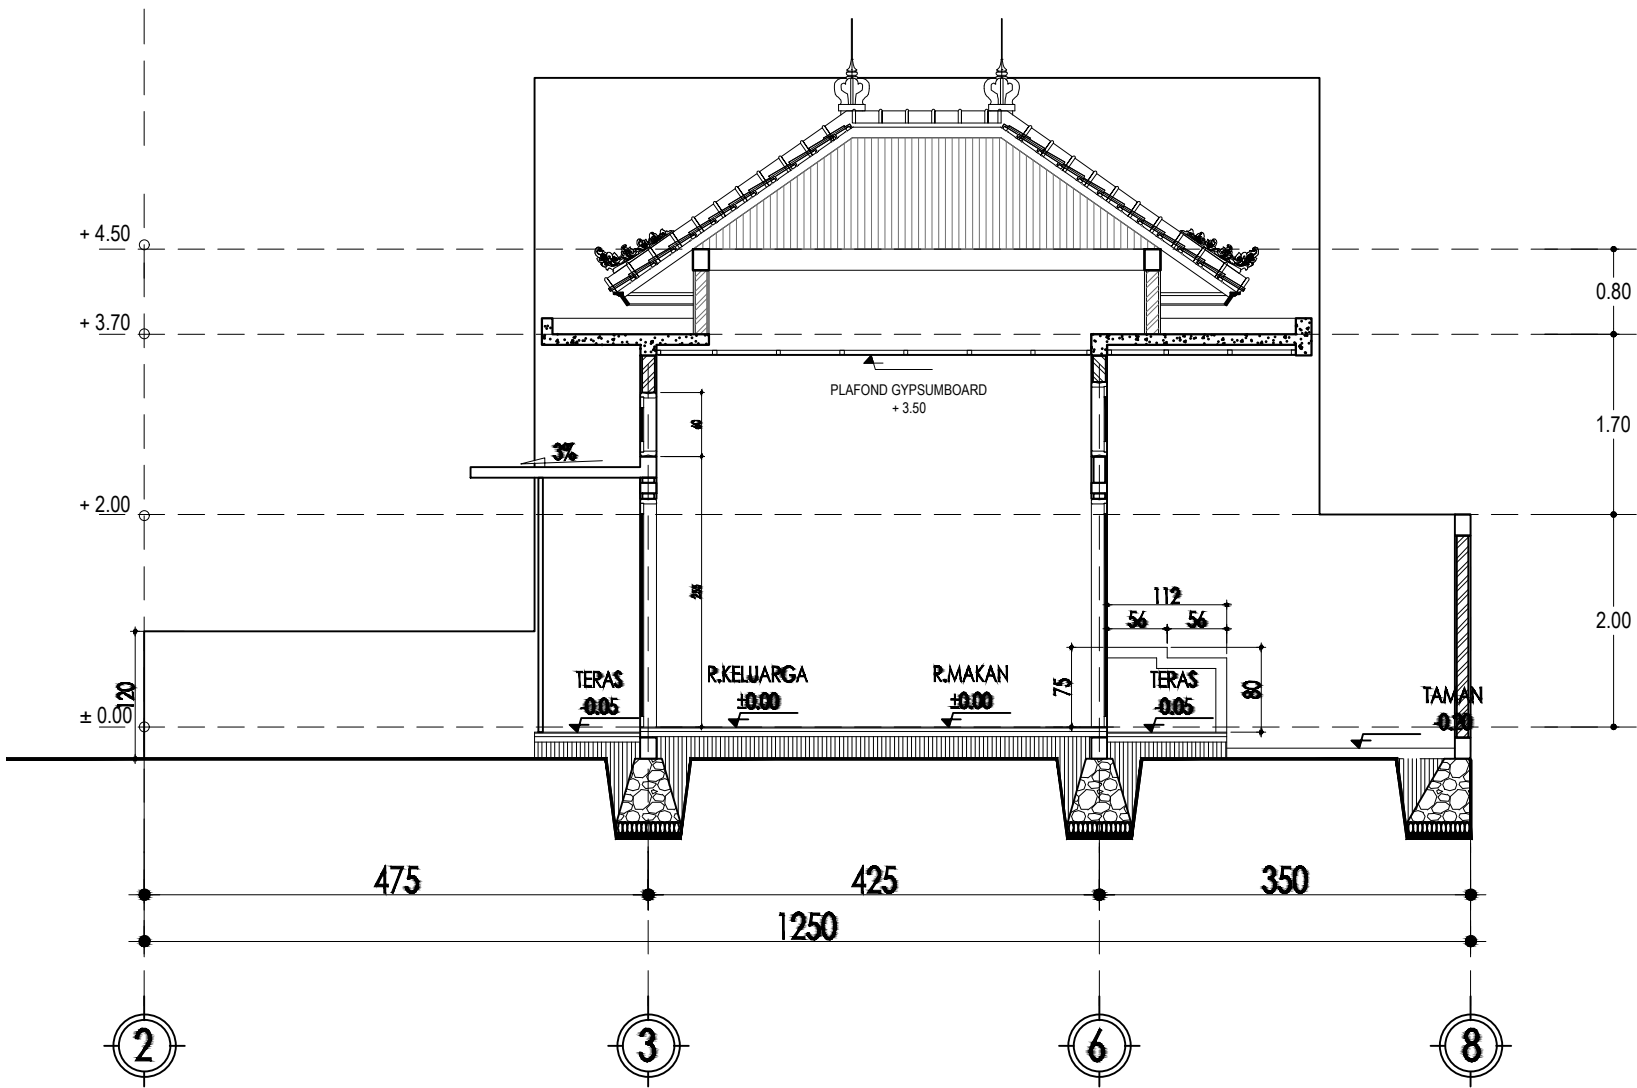 + 4.50
0.80
+ 3.70
PLAFOND GYPSUMBOARD
+ 3.50
60
1.70
3%
+ 2.00
2.00
112
56 56
120
TERAS
-0.05
R.KELUARGA
±0.00
R.MAKAN
±0.00
75
TERAS
-0.05
80
TAMAN
± 0.00
475 425 350
1250
2 3 6 8